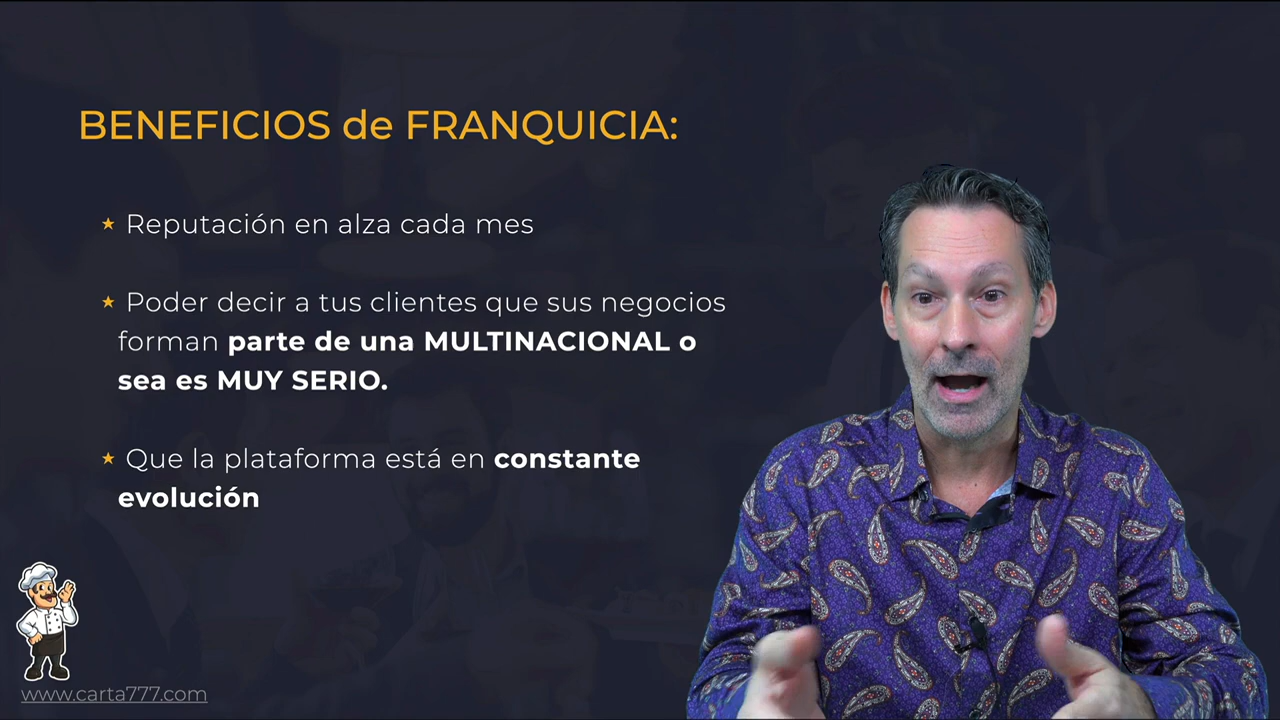 BENEFICIOS de FRANQUICIA:
★ Reputación en alza cada mes
★ Poder decir a tus clientes que sus negocios
forman parte de una MULTINACIONAL o
sea es MUY SERIO.
★ Que la plataforma está en constante
evolución
www.carta777.com